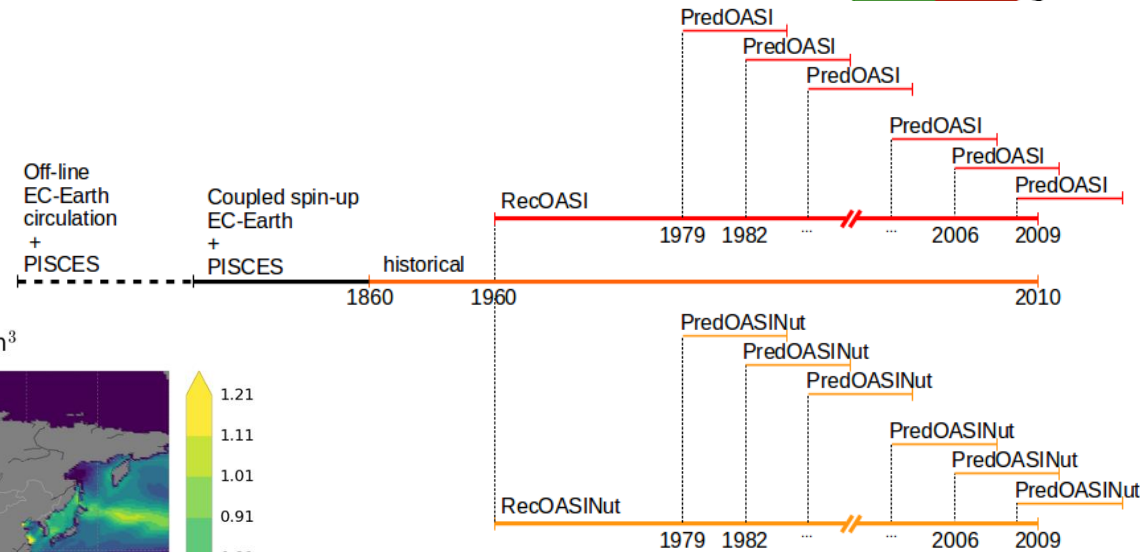 PredOASI
PredOASI
PredOASI
PredOASI
PredOASI
PredOASI
Off-line
EC-Earth
circulation
+
PISCES
Coupled spin-up
EC-Earth
+
PISCES
RecOASI
1979 1982 ... ... 2006 2009
historical
1860 1960 2010
PredOASINut
PredOASINut
PredOASINut
PredOASINut
PredOASINut
PredOASINut
RecOASINut
1979 1982 ... ... 2006 2009
1.21
1.11
1.01
0.91